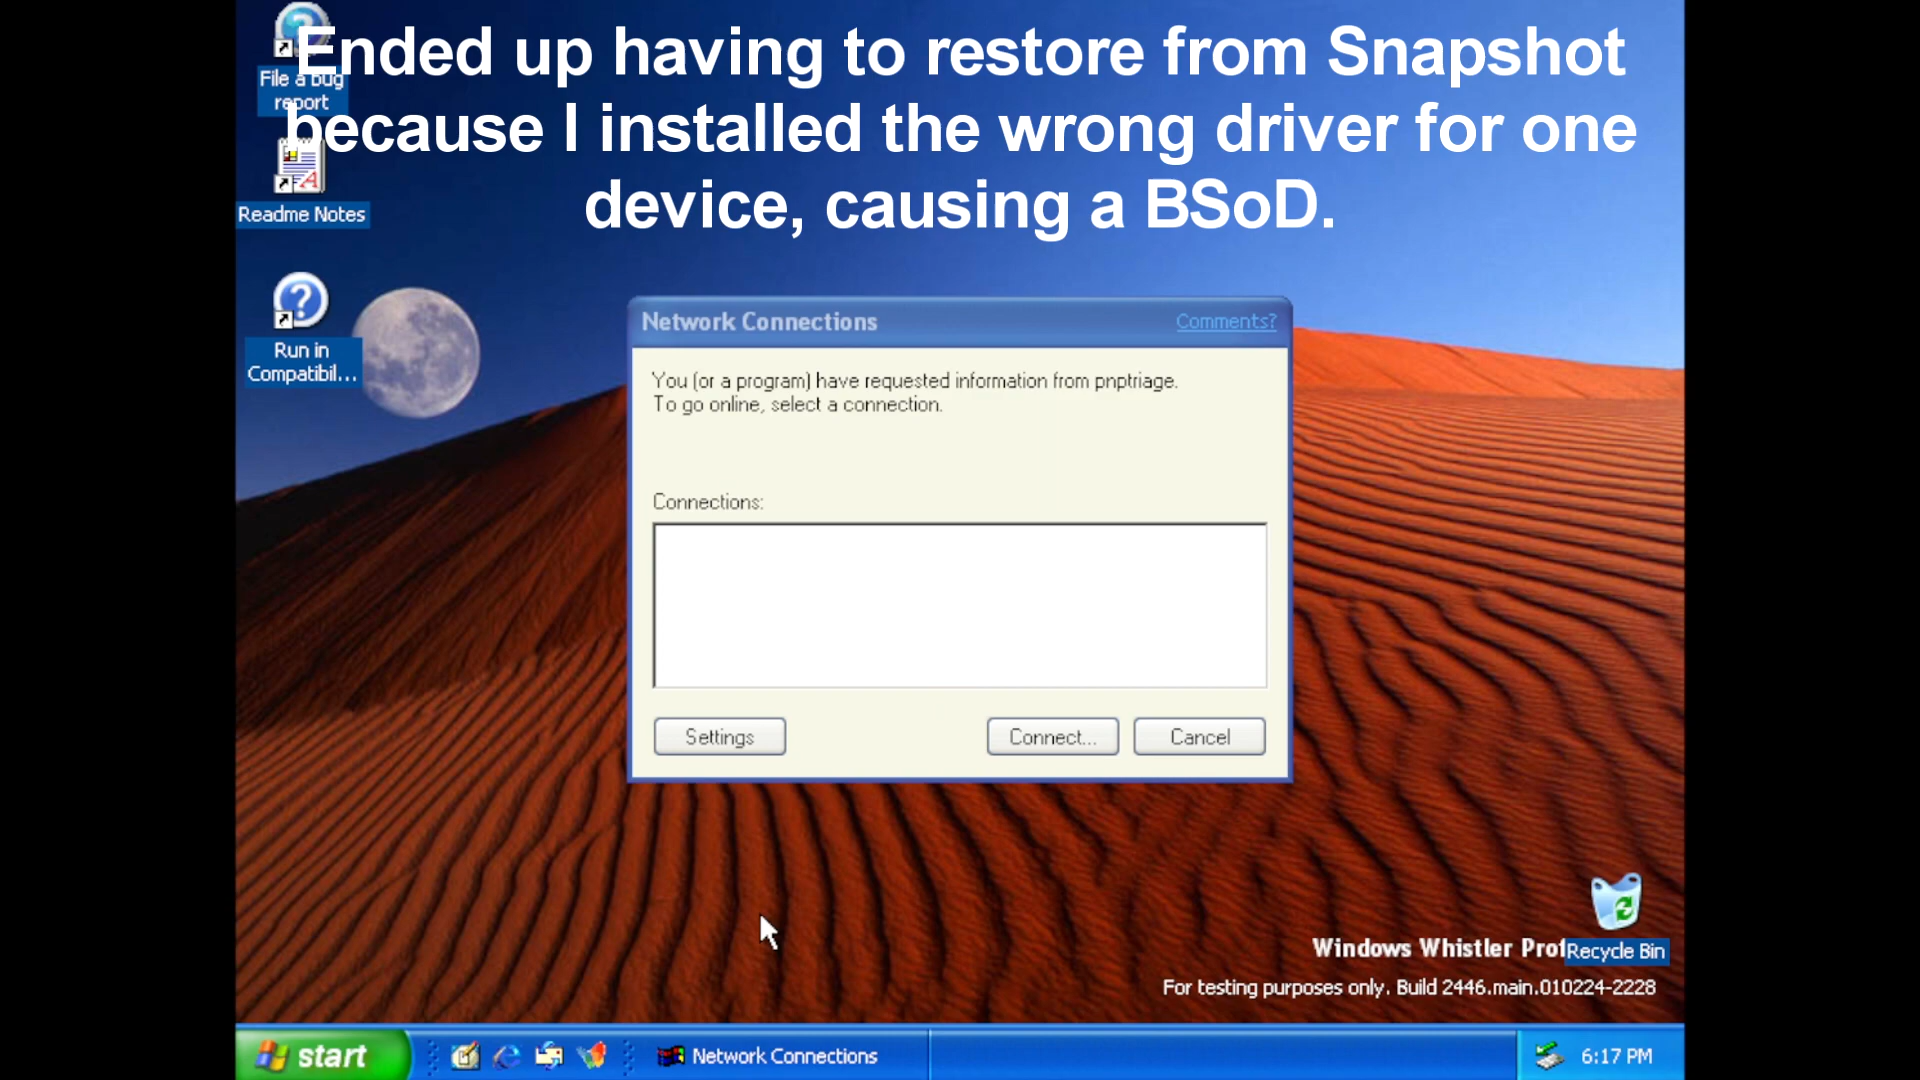 Ended up having to restore from Snapshot
because I installed the wrong driver for one
device, causing a BSoD.
File a bug
report
Readme Notes
Run in
Compatibil...
Network Connections
Comments?
You (or a program) have requested information from pnptriage.
To go online, select a connection.
Connections:
Settings
Connect...
Cancel
Windows Whistler Prof
Recycle Bin
For testing purposes only. Build 2446.main.010224-2228
start
Network Connections
6:17 PM